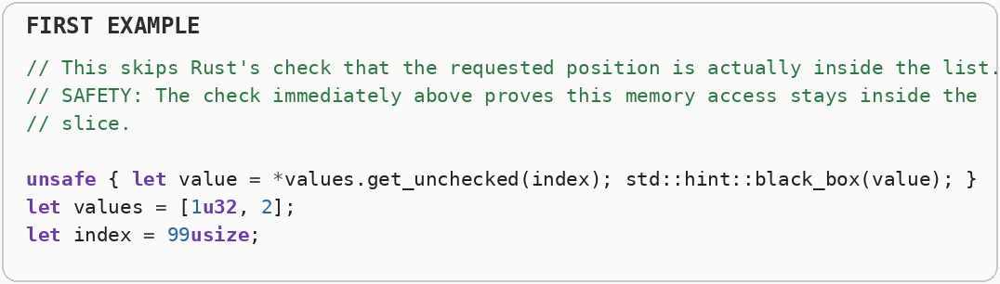 FIRST EXAMPLE
// This skips Rust's check that the requested position is actually inside the list.
// SAFETY: The check immediately above proves this memory access stays inside the
// slice.
unsafe { let value = *values.get_unchecked(index); std::hint::black_box(value); }
let values = [1u32, 2];
let index = 99usize;